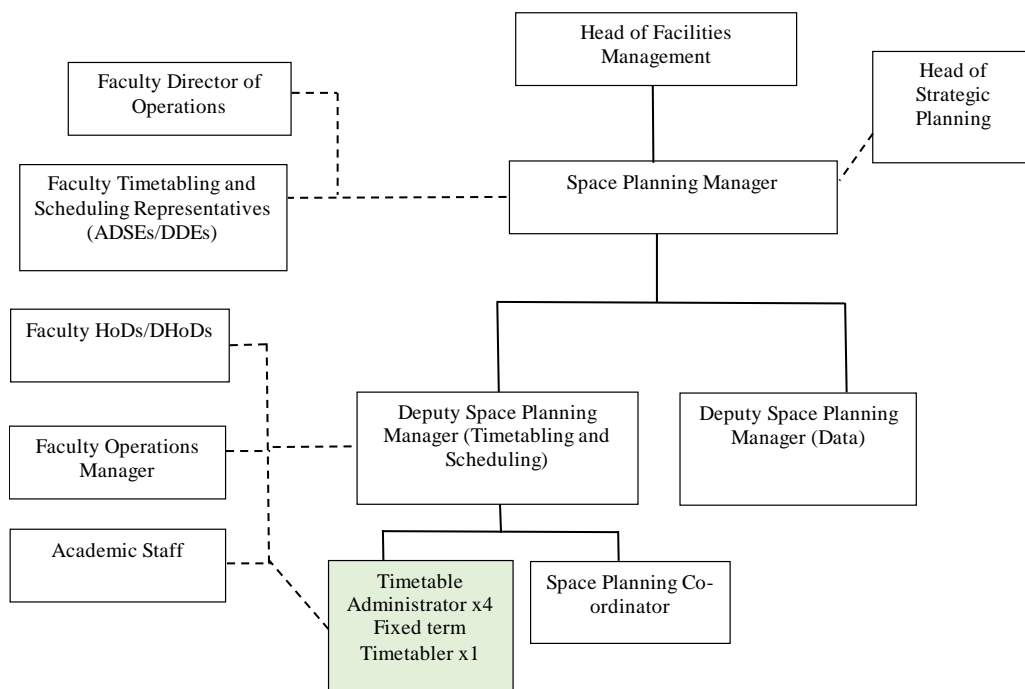 Head of Facilities
Management
Faculty Director of
Operations
Head of
Strategic
Planning
Faculty Timetabling and
Scheduling Representatives
(ADSEs/DDEs)
Space Planning Manager
Faculty HoDs/DHoDs
Deputy Space Planning
Manager (Timetabling and
Scheduling)
Deputy Space Planning
Manager (Data)
Faculty Operations
Manager
Academic Staff
Timetable
Administrator x4
Fixed term
Timetabler x1
Space Planning Co-
ordinator